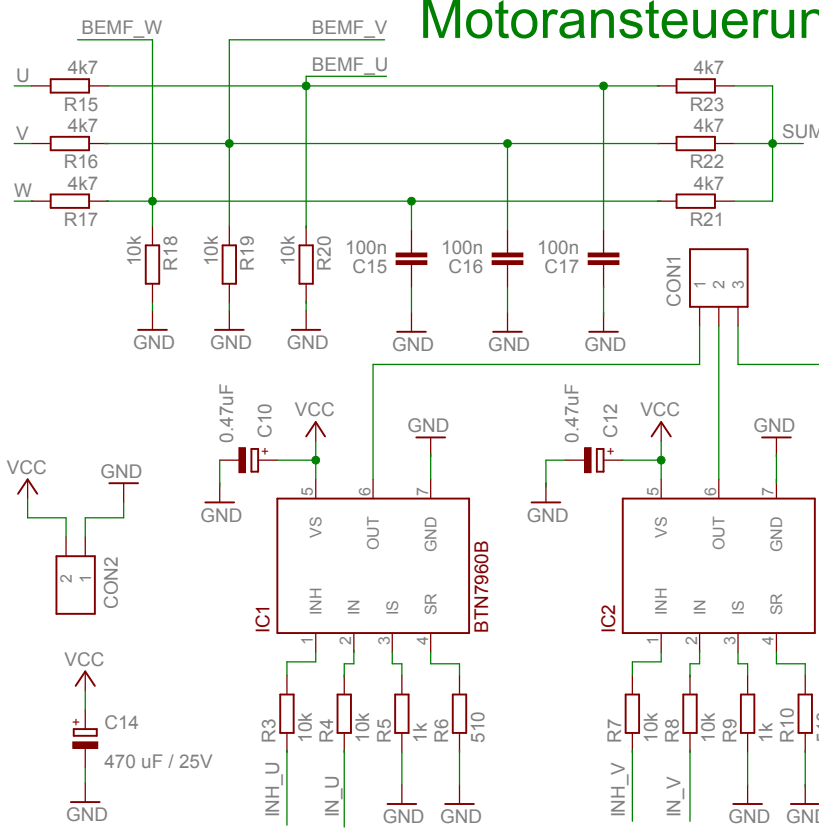 Motoransteuerun
BEMF_W
BEMF_V
BEMF_U
U
4k7
R15
4k7
R23
V
4k7
R16
4k7
R22
SUM
W
4k7
R17
4k7
R21
10k
R18
10k
R19
10k
R20
100n
C15
100n
C16
100n
C17
CON1
1
2
3
GND
GND
GND
GND
GND
GND
0.47uF
C10
VCC
GND
0.47uF
C12
VCC
GND
VCC
GND
GND
GND
2
1
CON2
5
6
7
VS
OUT
GND
INH
IN
IS
SR
IC1
BTN7960B
1
2
3
4
5
6
7
VS
OUT
GND
INH
IN
IS
SR
IC2
1
2
3
4
VCC
C14
470 uF / 25V
GND
R3
10k
R4
10k
R5
1k
R6
510
INH_U
IN_U
GND
GND
R7
10k
R8
10k
R9
1k
R10
INH_V
IN_V
GND
GND